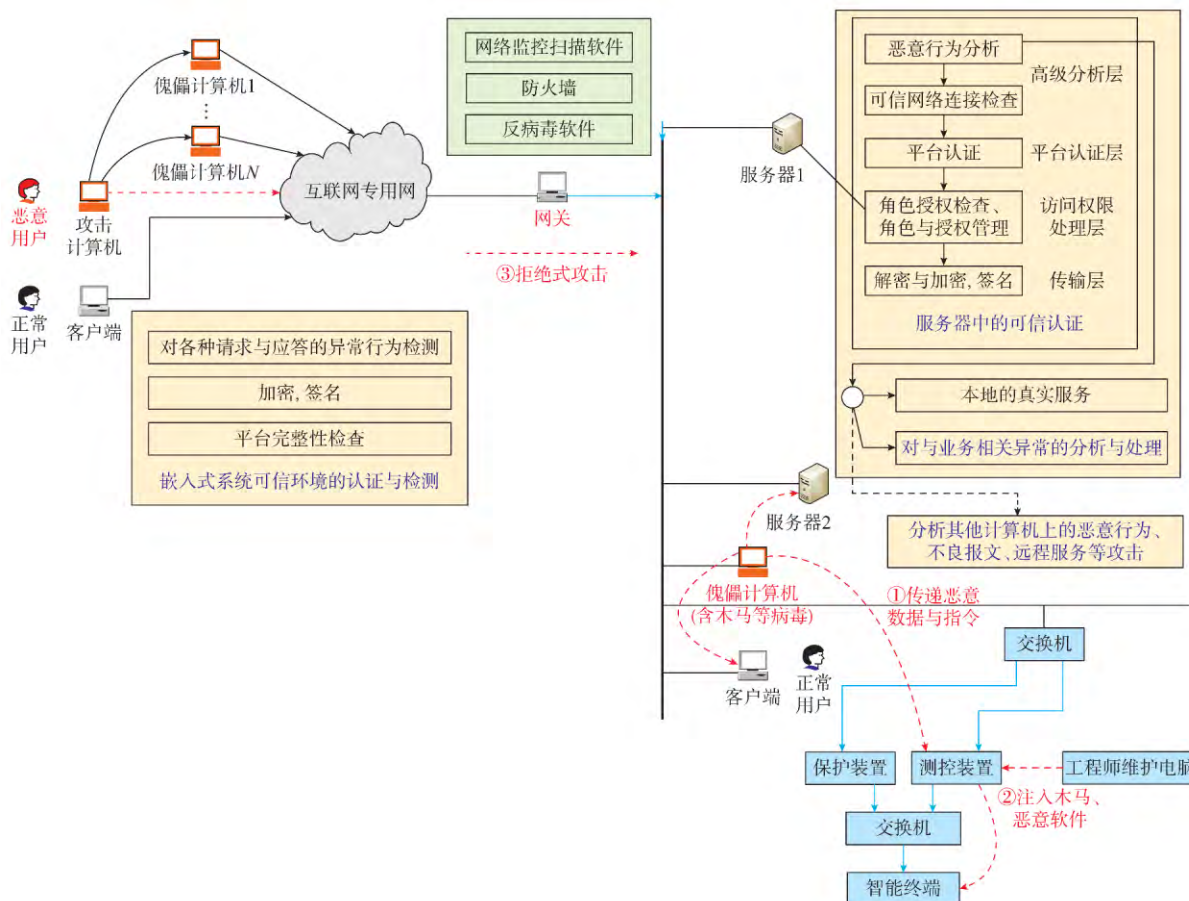 傀儡计算机1
⋮
傀儡计算机N
恶意
用户
攻击
计算机
正常
用户
客户端
互联网专用网
网络监控扫描软件
防火墙
反病毒软件
网关
③拒绝式攻击
对各种请求与应答的异常行为检测
加密, 签名
平台完整性检查
嵌入式系统可信环境的认证与检测
服务器1
恶意行为分析
高级分析层
可信网络连接检查
平台认证
平台认证层
角色授权检查、
角色与授权管理
访问权限
处理层
解密与加密, 签名
传输层
服务器中的可信认证
本地的真实服务
对与业务相关异常的分析与处理
服务器2
分析其他计算机上的恶意行为、
不良报文、远程服务等攻击
傀儡计算机
(含木马等病毒)
①传递恶意
数据与指令
客户端
正常
用户
交换机
保护装置
测控装置
工程师维护电脑
②注入木马、
恶意软件
交换机
智能终端